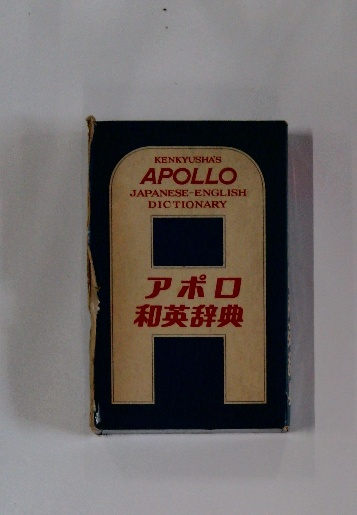 KENKYUSHA'S
APOLLO
JAPANESE-ENGLISH
DICTIONARY
アポロ
和英辞典